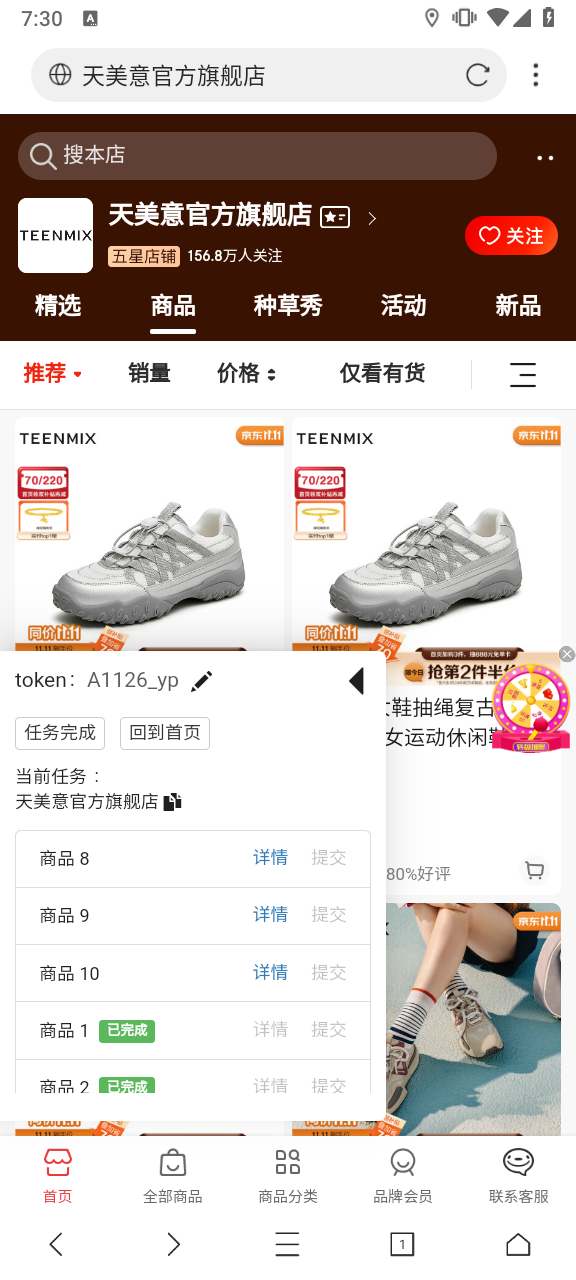 7:30
天美意官方旗舰店
搜本店
TEENMIX
天美意官方旗舰店
五星店铺 156.8万人关注
关注
精选 商品 种草秀 活动 新品
推荐 销量 价格 仅看有货
TEENMIX 京东11.11
70/220
TEENMIX 京东11.11
70/220
同价11.11
同价11.11
抢第2件半价
token： A1126_yp
任务完成 回到首页
当前任务：
天美意官方旗舰店
商品 8 详情 提交
商品 9 详情 提交
商品 10 详情 提交
商品 1 已完成 详情 提交
商品 2 已完成 详情 提交
鞋抽绳复古
女运动休闲鞋
80%好评
京东11.11
首页 全部商品 商品分类 品牌会员 联系客服
1